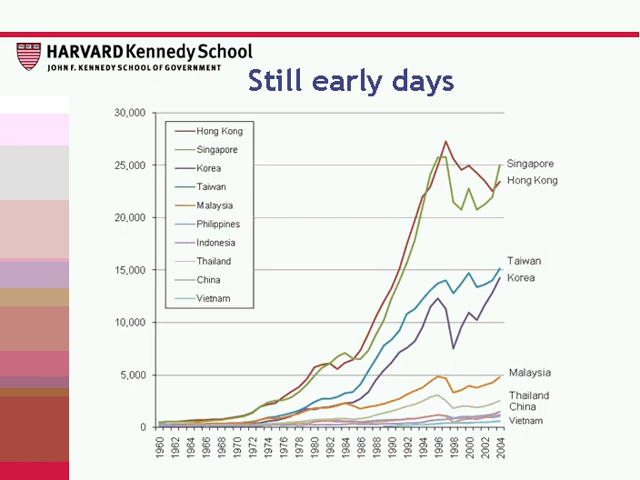 HARVARD Kennedy School
JOHN F. KENNEDY SCHOOL OF GOVERNMENT
Still early days
30,000
25,000
20,000
15,000
10,000
5,000
0
Hong Kong
Singapore
Korea
Taiwan
Malaysia
Philippines
Indonesia
Thailand
China
Vietnam
Singapore
Hong Kong
Taiwan
Korea
Malaysia
Thailand
China
Vietnam
1960 1962 1964 1966 1968 1970 1972 1974 1976 1978 1980 1982 1984 1986 1988 1990 1992 1994 1996 1998 2000 2002 2004